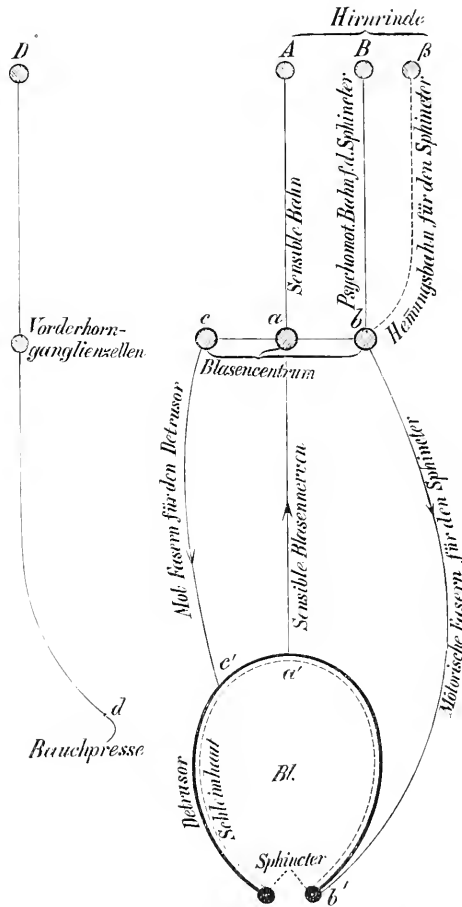 Hirnrinde
D
A
B
β
Sensible Bahn
Psychomot. Bahn f. d. Sphincter
Hemungsbahn für den Sphincter
Vorderhorn-
ganglienzellen
c
a
b
Blasencentrum
Mot. Fasern für den Detrusor
Sensible Blasennerven
Motorische Fasern für den Sphincter
c'
a'
d
Bauchpresse
Detrusor
Schleimhaut
Bl.
Sphincter
b'